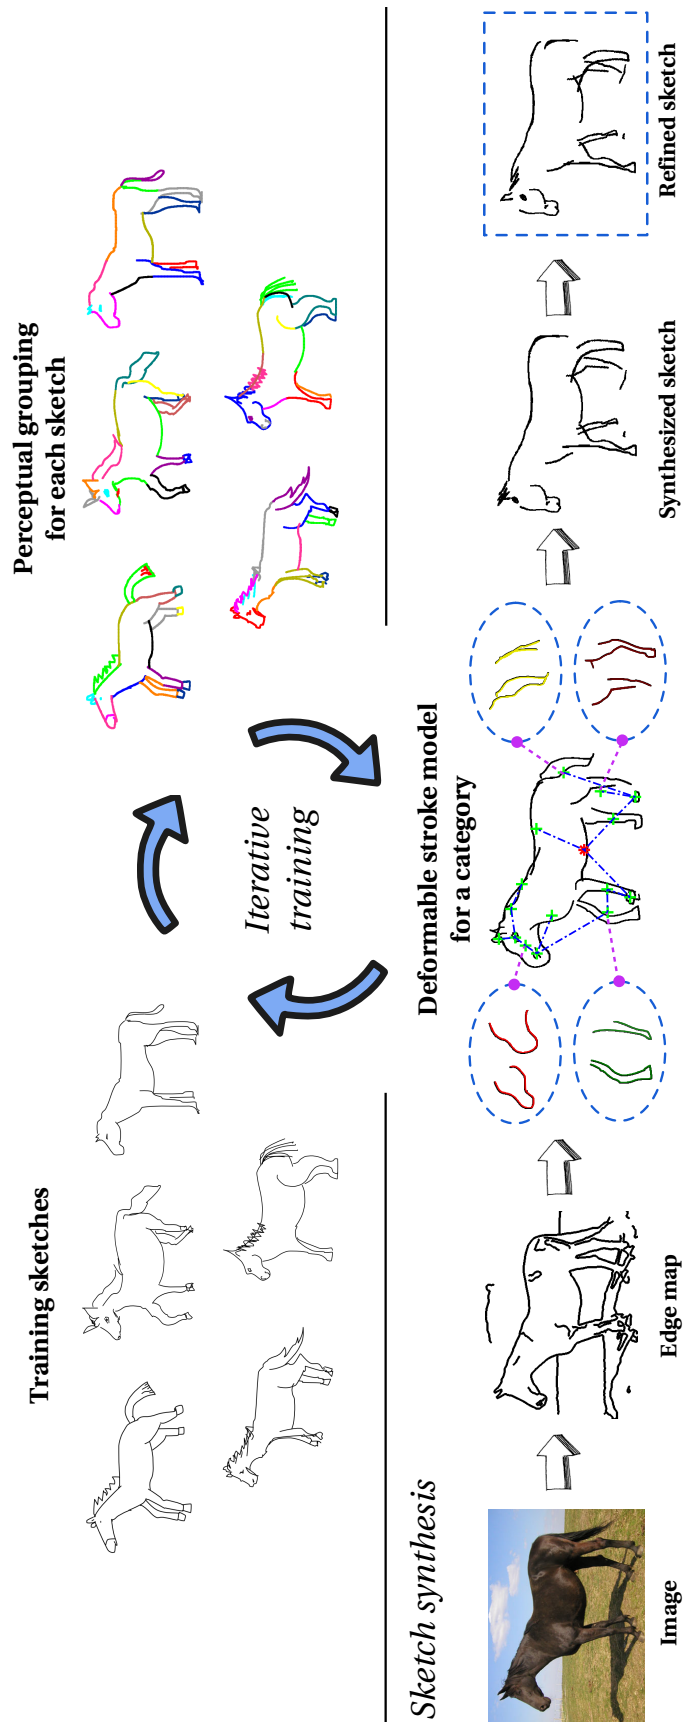 Training sketches
Perceptual grouping
for each sketch
Iterative
training
Deformable stroke model
for a category
Sketch synthesis
Image
Edge map
Synthesized sketch
Refined sketch